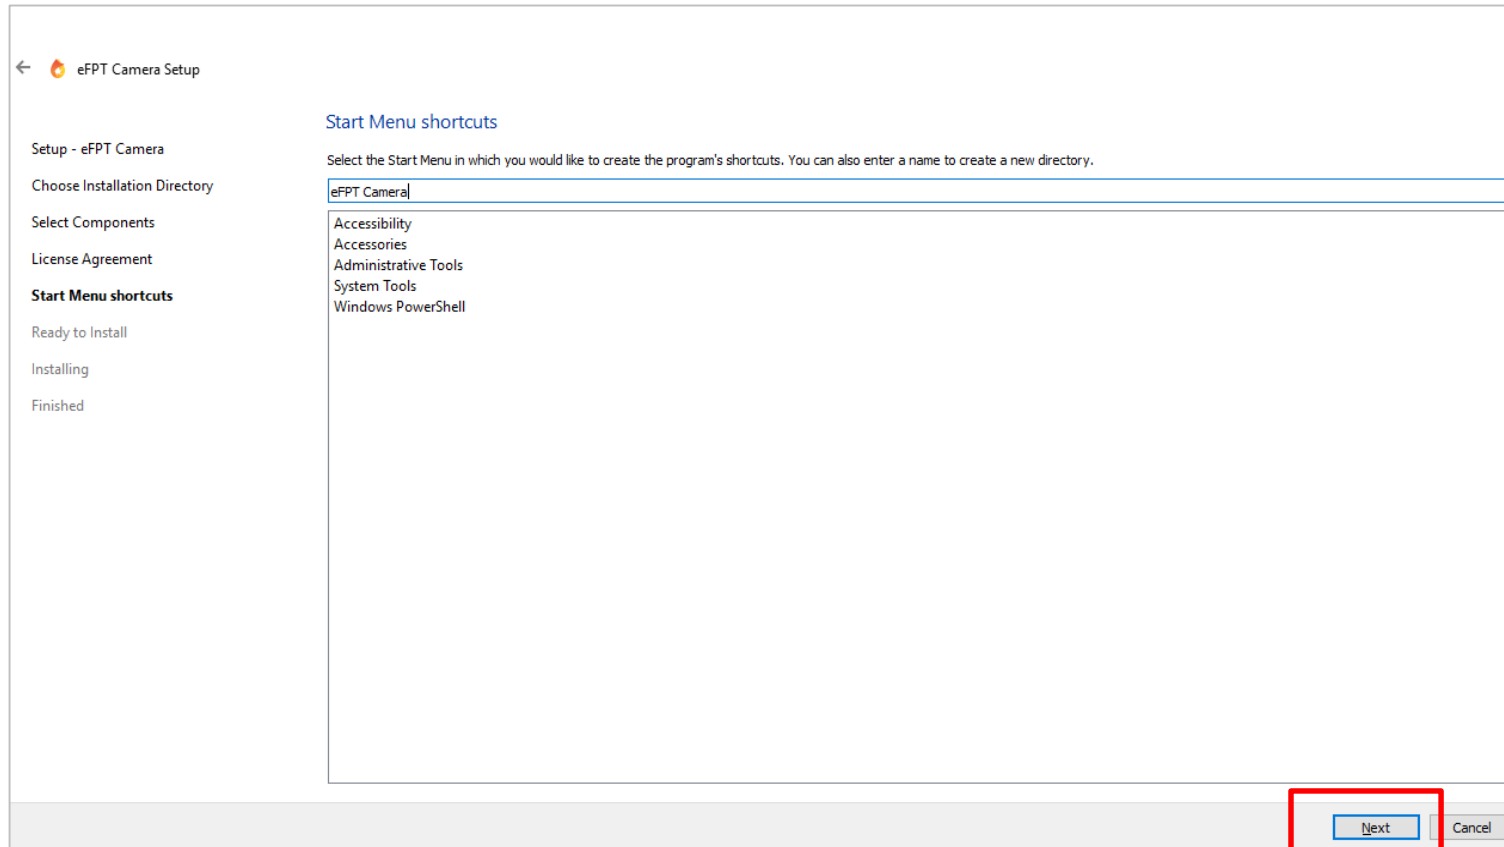 eFPT Camera Setup
Setup - eFPT Camera
Choose Installation Directory
Select Components
License Agreement
Start Menu shortcuts
Ready to Install
Installing
Finished
Start Menu shortcuts
Select the Start Menu in which you would like to create the program's shortcuts. You can also enter a name to create a new directory.
eFPT Camera
Accessibility
Accessories
Administrative Tools
System Tools
Windows PowerShell
Next
Cancel